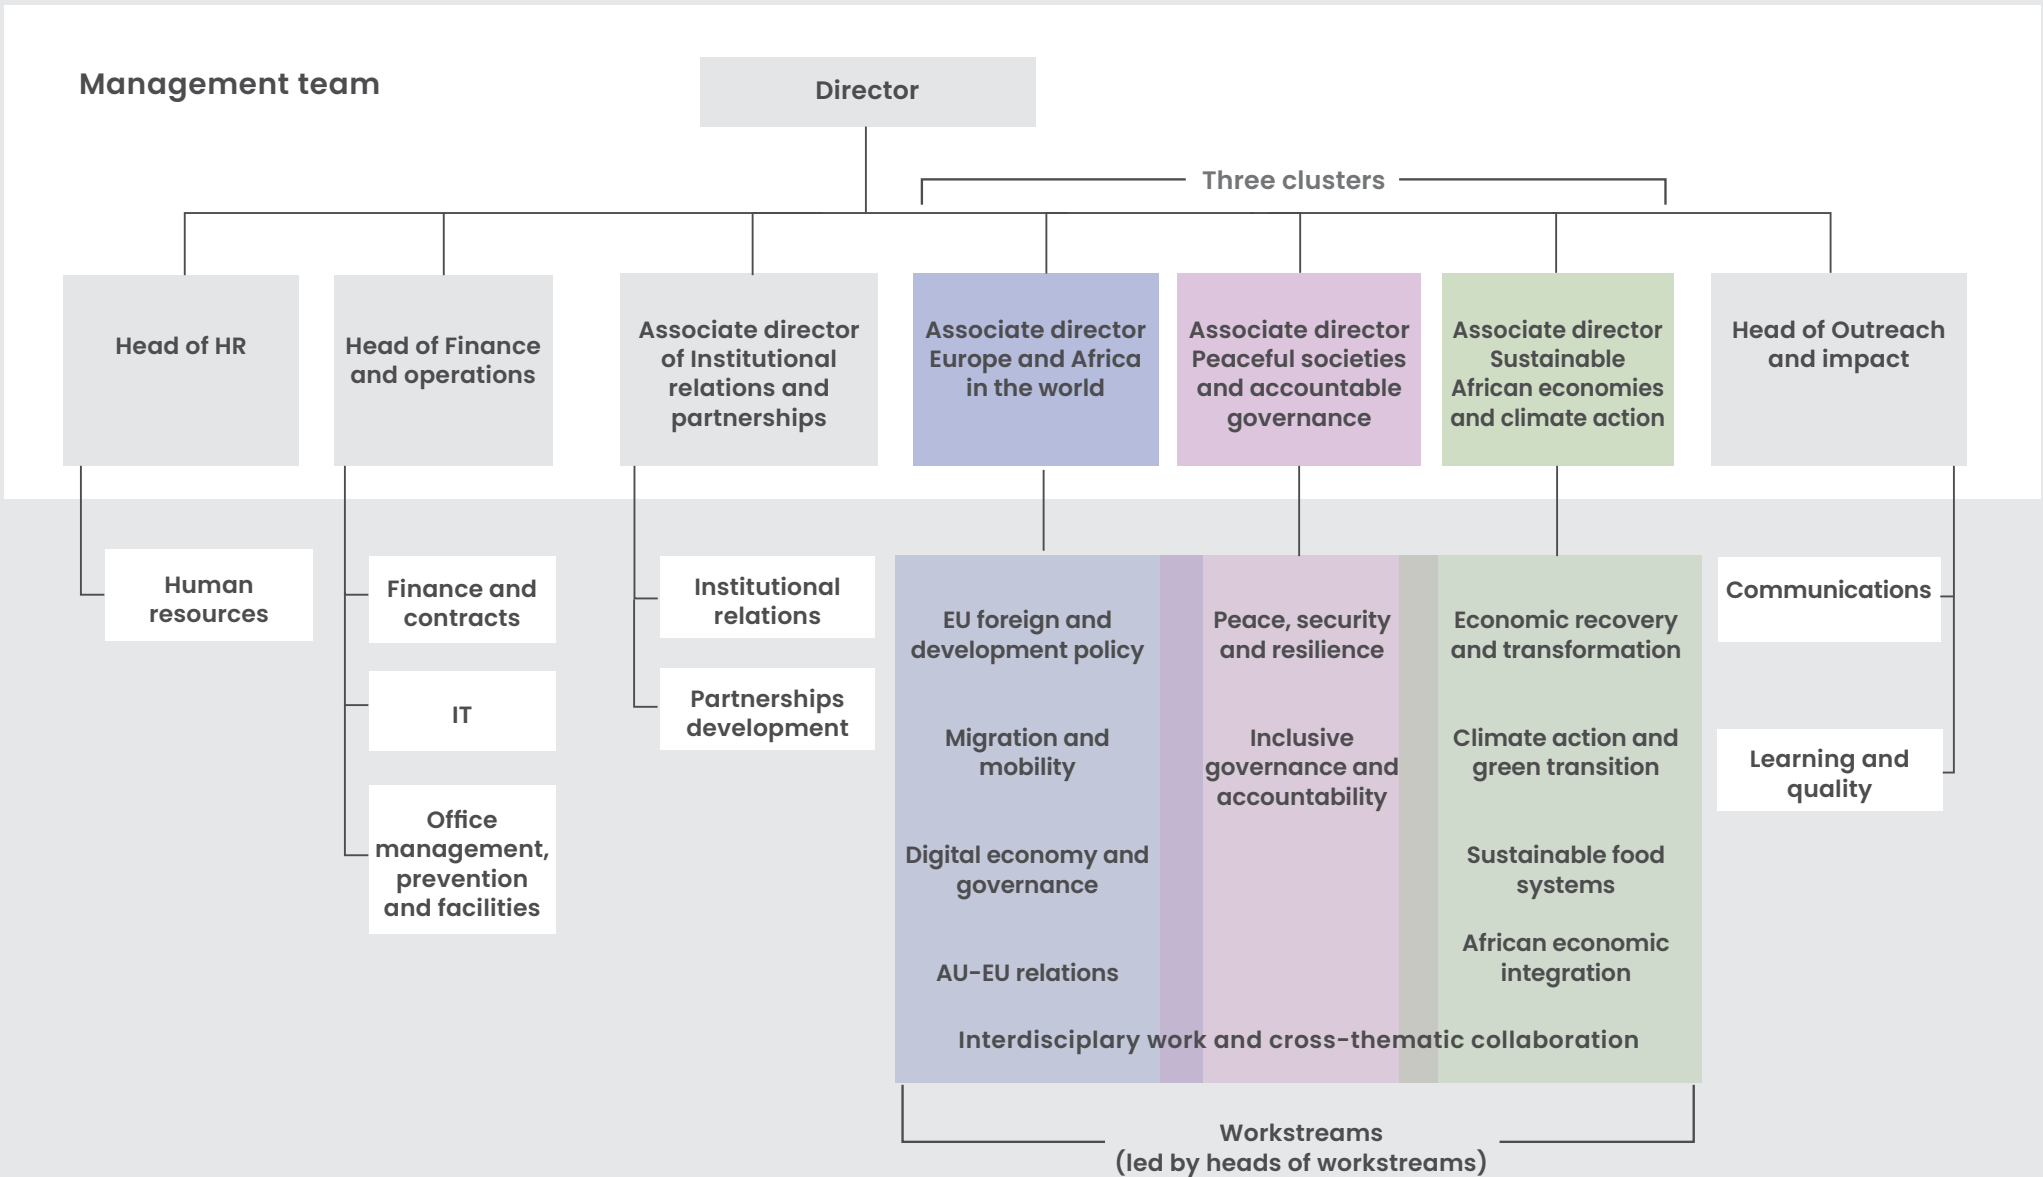 Management team
Director
Three clusters
Head of HR
Head of Finance
and operations
Associate director
of Institutional
relations and
partnerships
Associate director
Europe and Africa
in the world
Associate director
Peaceful societies
and accountable
governance
Associate director
Sustainable
African economies
and climate action
Head of Outreach
and impact
Human
resources
Finance and
contracts
IT
Office
management,
prevention
and facilities
Institutional
relations
Partnerships
development
EU foreign and
development policy
Migration and
mobility
Digital economy and
governance
AU-EU relations
Peace, security
and resilience
Inclusive
governance and
accountability
Economic recovery
and transformation
Climate action and
green transition
Sustainable food
systems
African economic
integration
Interdisciplary work and cross-thematic collaboration
Communications
Learning and
quality
Workstreams
(led by heads of workstreams)